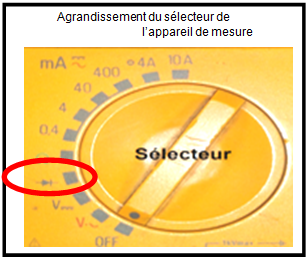 Agrandissement du sélecteur de
l'appareil de mesure
mA
400
4A
10A
40
4
0,4
Sélecteur
V
V
OFF